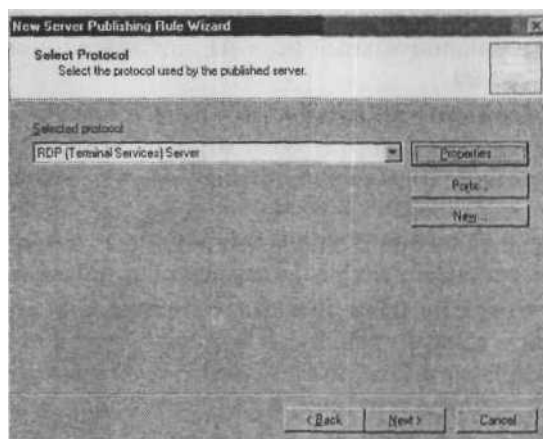 New Server Publishing Rule Wizard
Select Protocol
Select the protocol used by the published server.
Selected protocol
RDP (Terminal Services) Server
Properties...
Ports...
New...
< Back
Next >
Cancel